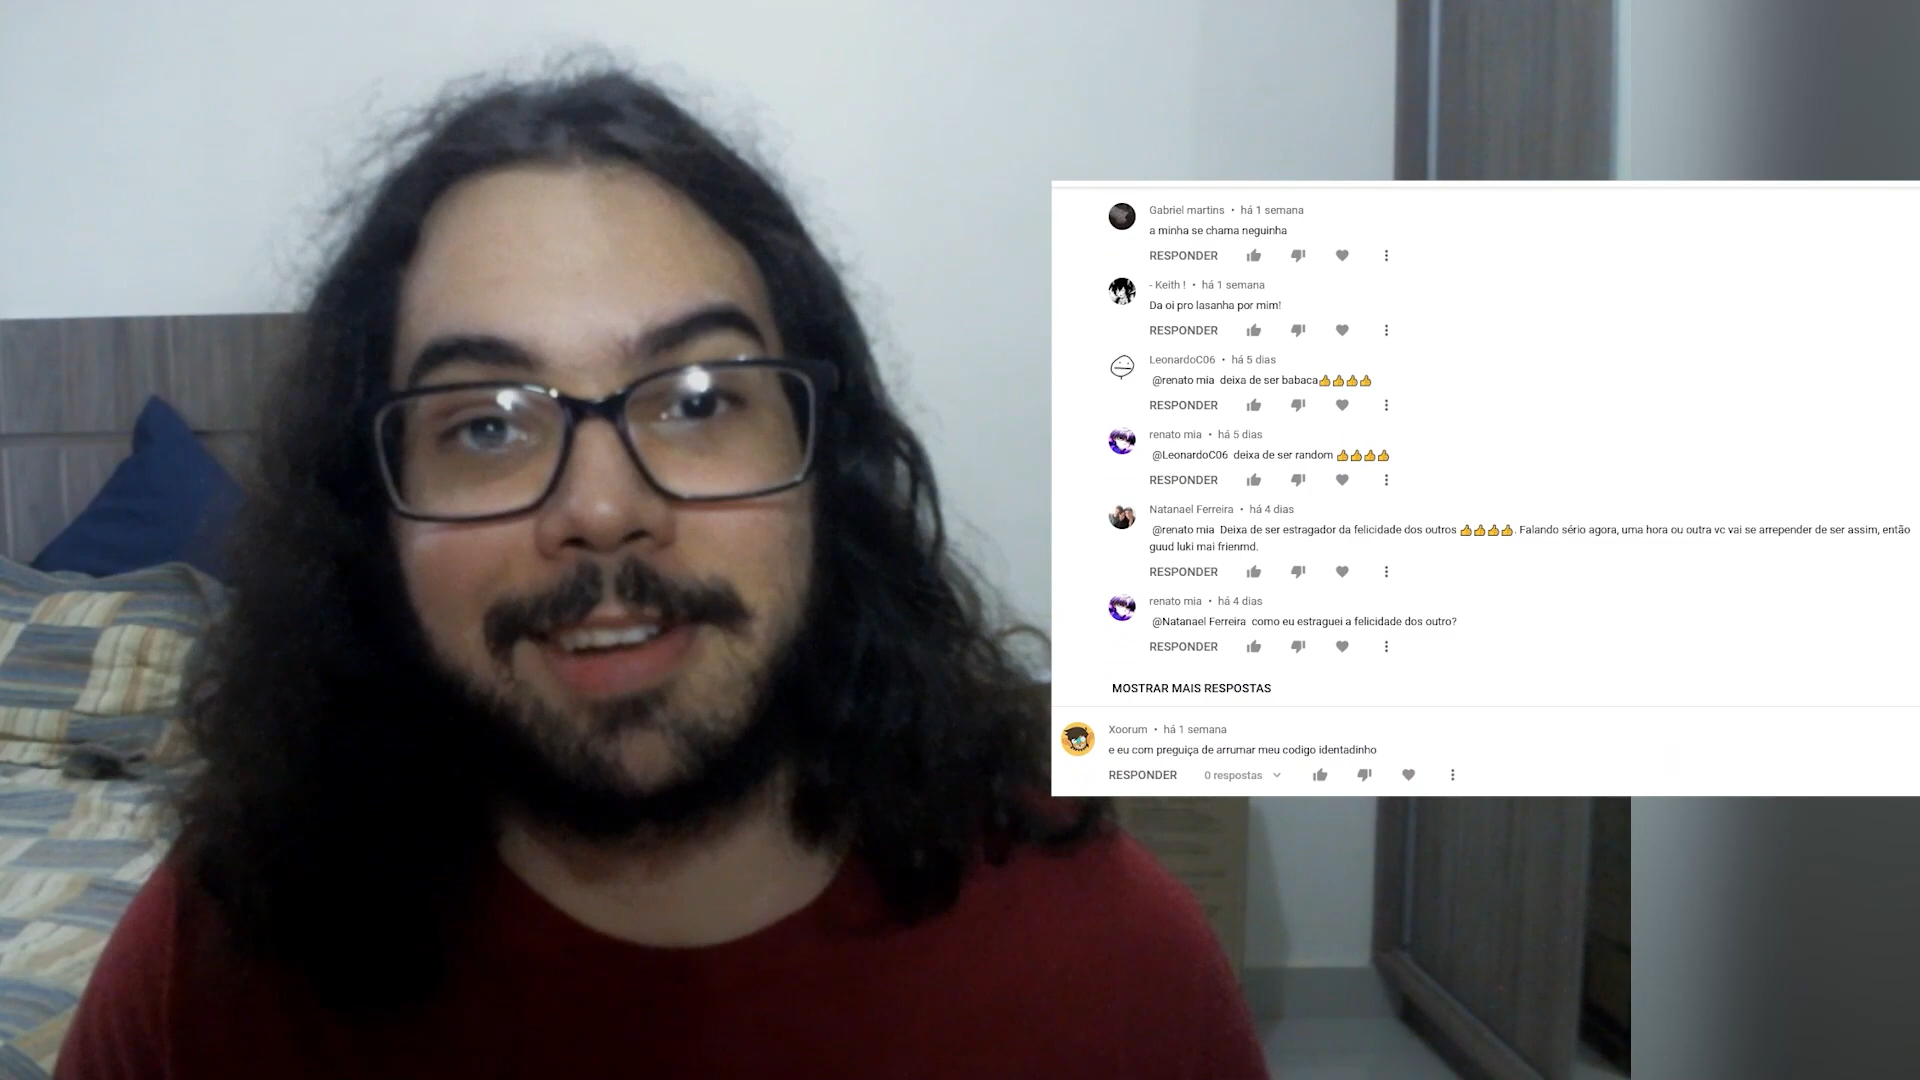 Gabriel martins • há 1 semana
a minha se chama neguinha
RESPONDER
- Keith ! • há 1 semana
Da oi pro lasanha por mim!
RESPONDER
LeonardoC06 • há 5 dias
@renato mia deixa de ser babaca👍👍👍👍
RESPONDER
renato mia • há 5 dias
@LeonardoC06 deixa de ser random 👍👍👍👍
RESPONDER
Natanael Ferreira • há 4 dias
@renato mia Deixa de ser estragador da felicidade dos outros 👍👍👍👍. Falando sério agora, uma hora ou outra vc vai se arrepender de ser assim, então
guud luki mai frienmd.
RESPONDER
renato mia • há 4 dias
@Natanael Ferreira como eu estraguei a felicidade dos outro?
RESPONDER
MOSTRAR MAIS RESPOSTAS
Xoorum • há 1 semana
e eu com preguiça de arrumar meu codigo identadinho
RESPONDER 0 respostas